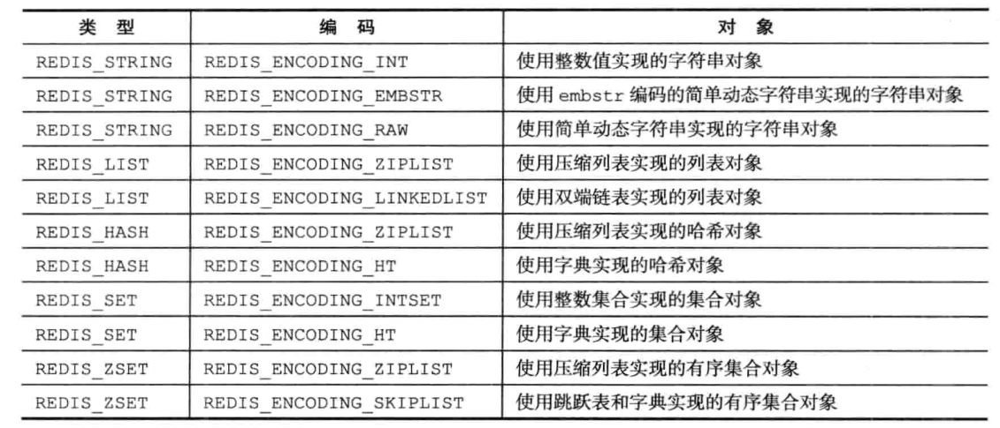 类 型 编 码 对 象
REDIS_STRING REDIS_ENCODING_INT 使用整数值实现的字符串对象
REDIS_STRING REDIS_ENCODING_EMBSTR 使用 embstr 编码的简单动态字符串实现的字符串对象
REDIS_STRING REDIS_ENCODING_RAW 使用简单动态字符串实现的字符串对象
REDIS_LIST REDIS_ENCODING_ZIPLIST 使用压缩列表实现的列表对象
REDIS_LIST REDIS_ENCODING_LINKEDLIST 使用双端链表实现的列表对象
REDIS_HASH REDIS_ENCODING_ZIPLIST 使用压缩列表实现的哈希对象
REDIS_HASH REDIS_ENCODING_HT 使用字典实现的哈希对象
REDIS_SET REDIS_ENCODING_INTSET 使用整数集合实现的集合对象
REDIS_SET REDIS_ENCODING_HT 使用字典实现的集合对象
REDIS_ZSET REDIS_ENCODING_ZIPLIST 使用压缩列表实现的有序集合对象
REDIS_ZSET REDIS_ENCODING_SKIPLIST 使用跳跃表和字典实现的有序集合对象